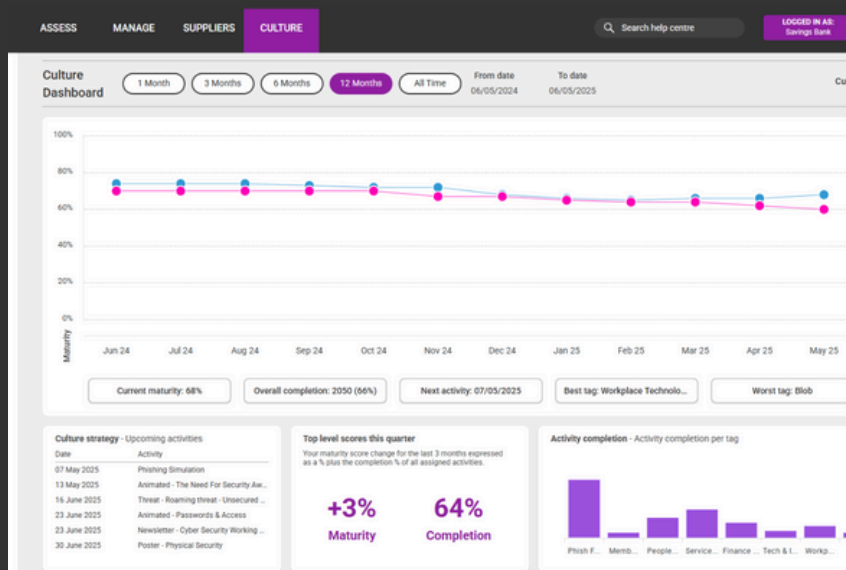 ASSESS MANAGE SUPPLIERS CULTURE Search help centre LOGGED IN AS:
Savings Bank
Culture
Dashboard
1 Month 3 Months 6 Months 12 Months All Time
From date To date
06/05/2024 06/05/2025
Cu
100%
80%
60%
40%
20%
0%
Maturity
Jun 24 Jul 24 Aug 24 Sep 24 Oct 24 Nov 24 Dec 24 Jan 25 Feb 25 Mar 25 Apr 25 May 25
Current maturity: 68% Overall completion: 2050 (66%) Next activity: 07/05/2025 Best tag: Workplace Technolo... Worst tag: Blob
Culture strategy - Upcoming activities
Date Activity
07 May 2025 Phishing Simulation
13 May 2025 Animated - The Need For Security Aw...
16 June 2025 Threat - Roaming threat - Unsecured ...
23 June 2025 Animated - Passwords & Access
23 June 2025 Newsletter - Cyber Security Working ...
30 June 2025 Poster - Physical Security
Top level scores this quarter
Your maturity score change for the last 3 months expressed
as a % plus the completion % of all assigned activities.
+3% 64%
Maturity Completion
Activity completion - Activity completion per tag
Phish F... Memb... People... Service... Finance ... Tech & I... Workp...